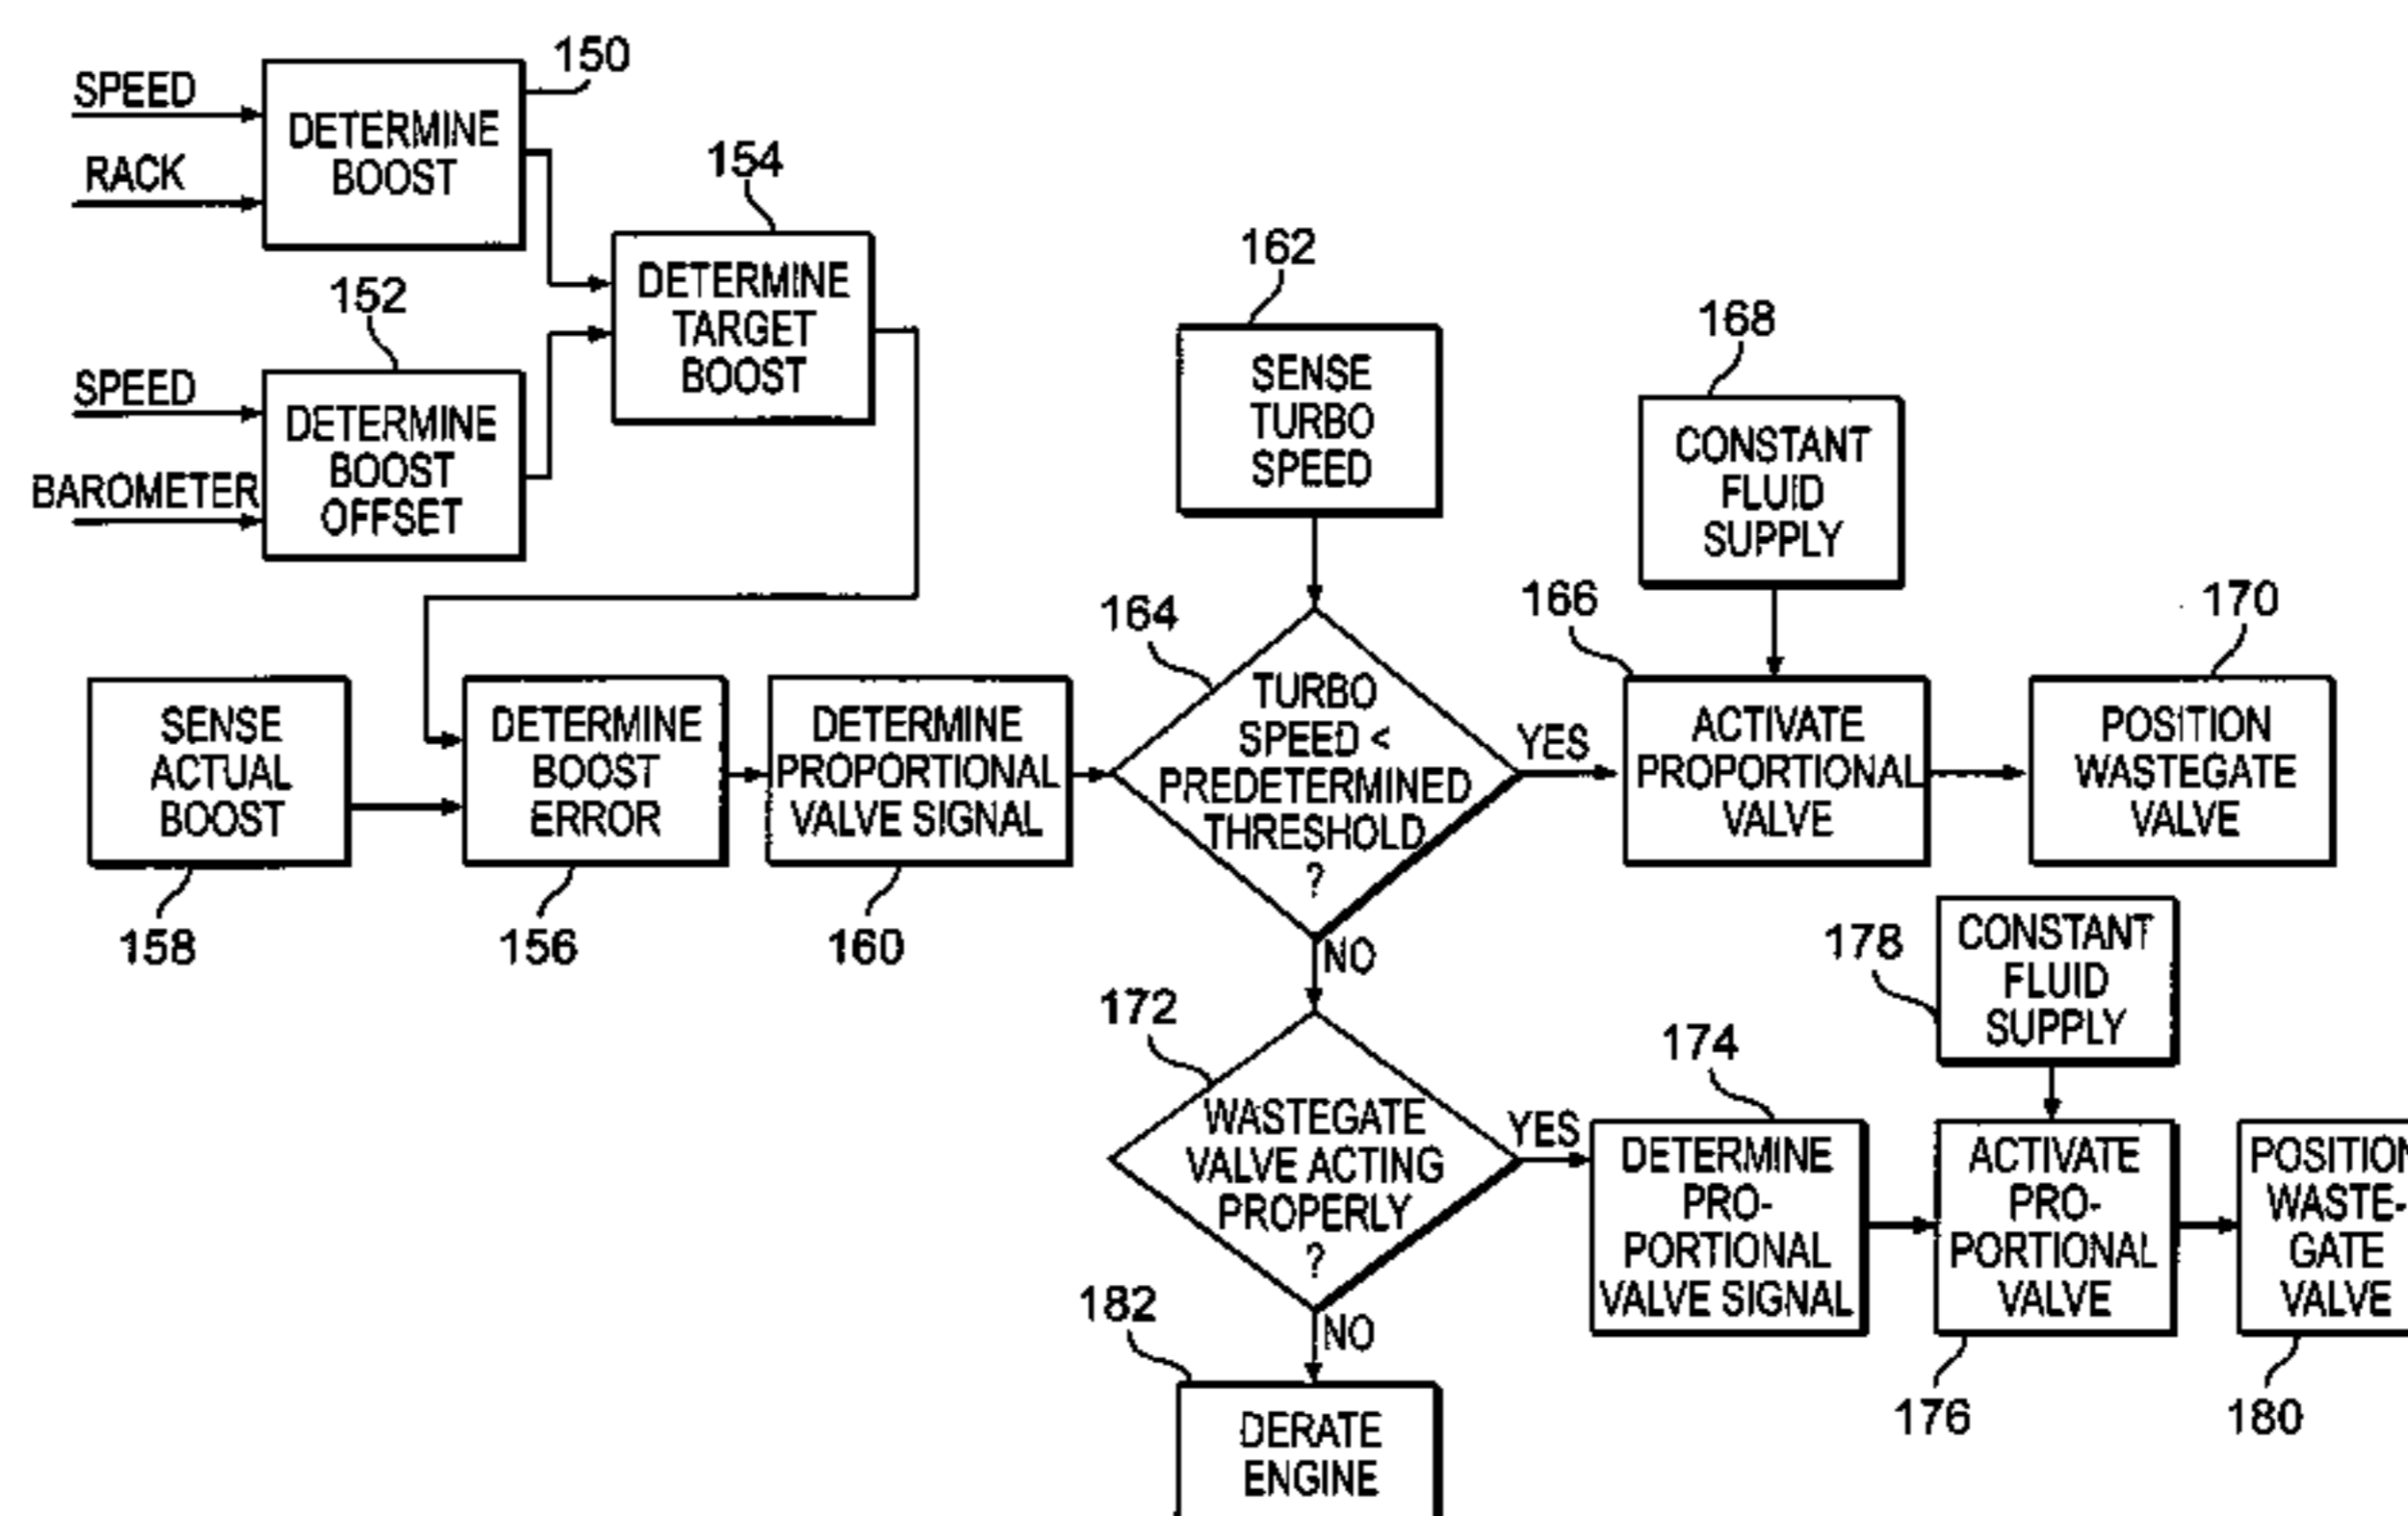 SPEED
RACK
DETERMINE
BOOST
150
154
SPEED
BAROMETER
152
DETERMINE
BOOST
OFFSET
DETERMINE
TARGET
BOOST
162
SENSE
TURBO
SPEED
168
CONSTANT
FLUID
SUPPLY
SENSE
ACTUAL
BOOST
158
DETERMINE
BOOST
ERROR
156
DETERMINE
PROPORTIONAL
VALVE SIGNAL
160
164
TURBO
SPEED <
PREDETERMINED
THRESHOLD
?
YES
NO
166
ACTIVATE
PROPORTIONAL
VALVE
170
POSITION
WASTEGATE
VALVE
172
WASTEGATE
VALVE ACTING
PROPERLY
?
YES
NO
174
DETERMINE
PRO-
PORTIONAL
VALVE SIGNAL
178
CONSTANT
FLUID
SUPPLY
ACTIVATE
PRO-
PORTIONAL
VALVE
176
POSITION
WASTE-
GATE
VALVE
180
182
DERATE
ENGINE